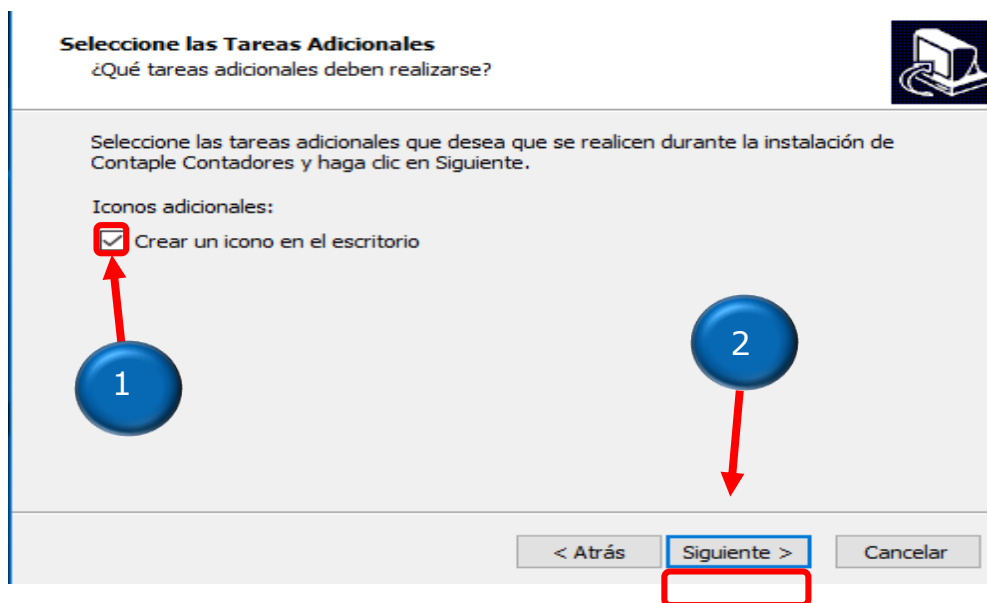 Seleccione las Tareas Adicionales
¿Qué tareas adicionales deben realizarse?
Seleccione las tareas adicionales que desea que se realicen durante la instalación de
Contaple Contadores y haga clic en Siguiente.
Iconos adicionales:
Crear un icono en el escritorio
2
1
< Atrás
Siguiente >
Cancelar